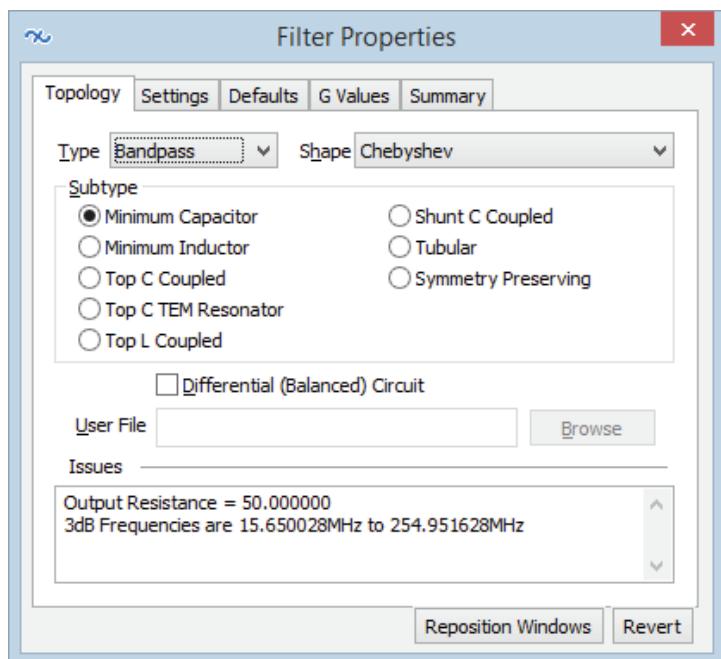 Filter Properties
Topology Settings Defaults G Values Summary
Type Bandpass Shape Chebyshev
Subtype
Minimum Capacitor Shunt C Coupled
Minimum Inductor Tubular
Top C Coupled Symmetry Preserving
Top C TEM Resonator
Top L Coupled
Differential (Balanced) Circuit
User File Browse
Issues
Output Resistance = 50.000000
3dB Frequencies are 15.650028MHz to 254.951628MHz
Reposition Windows Revert